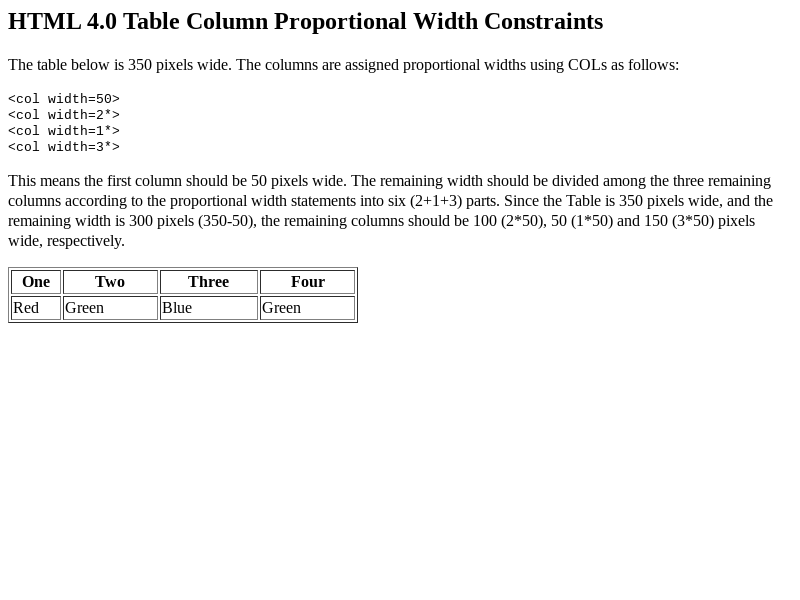 HTML 4.0 Table Column Proportional Width Constraints
The table below is 350 pixels wide. The columns are assigned proportional widths using COLs as follows:
<col width=50>
<col width=2*>
<col width=1*>
<col width=3*>
This means the first column should be 50 pixels wide. The remaining width should be divided among the three remaining
columns according to the proportional width statements into six (2+1+3) parts. Since the Table is 350 pixels wide, and the
remaining width is 300 pixels (350-50), the remaining columns should be 100 (2*50), 50 (1*50) and 150 (3*50) pixels
wide, respectively.
One Two Three Four
Red Green Blue Green